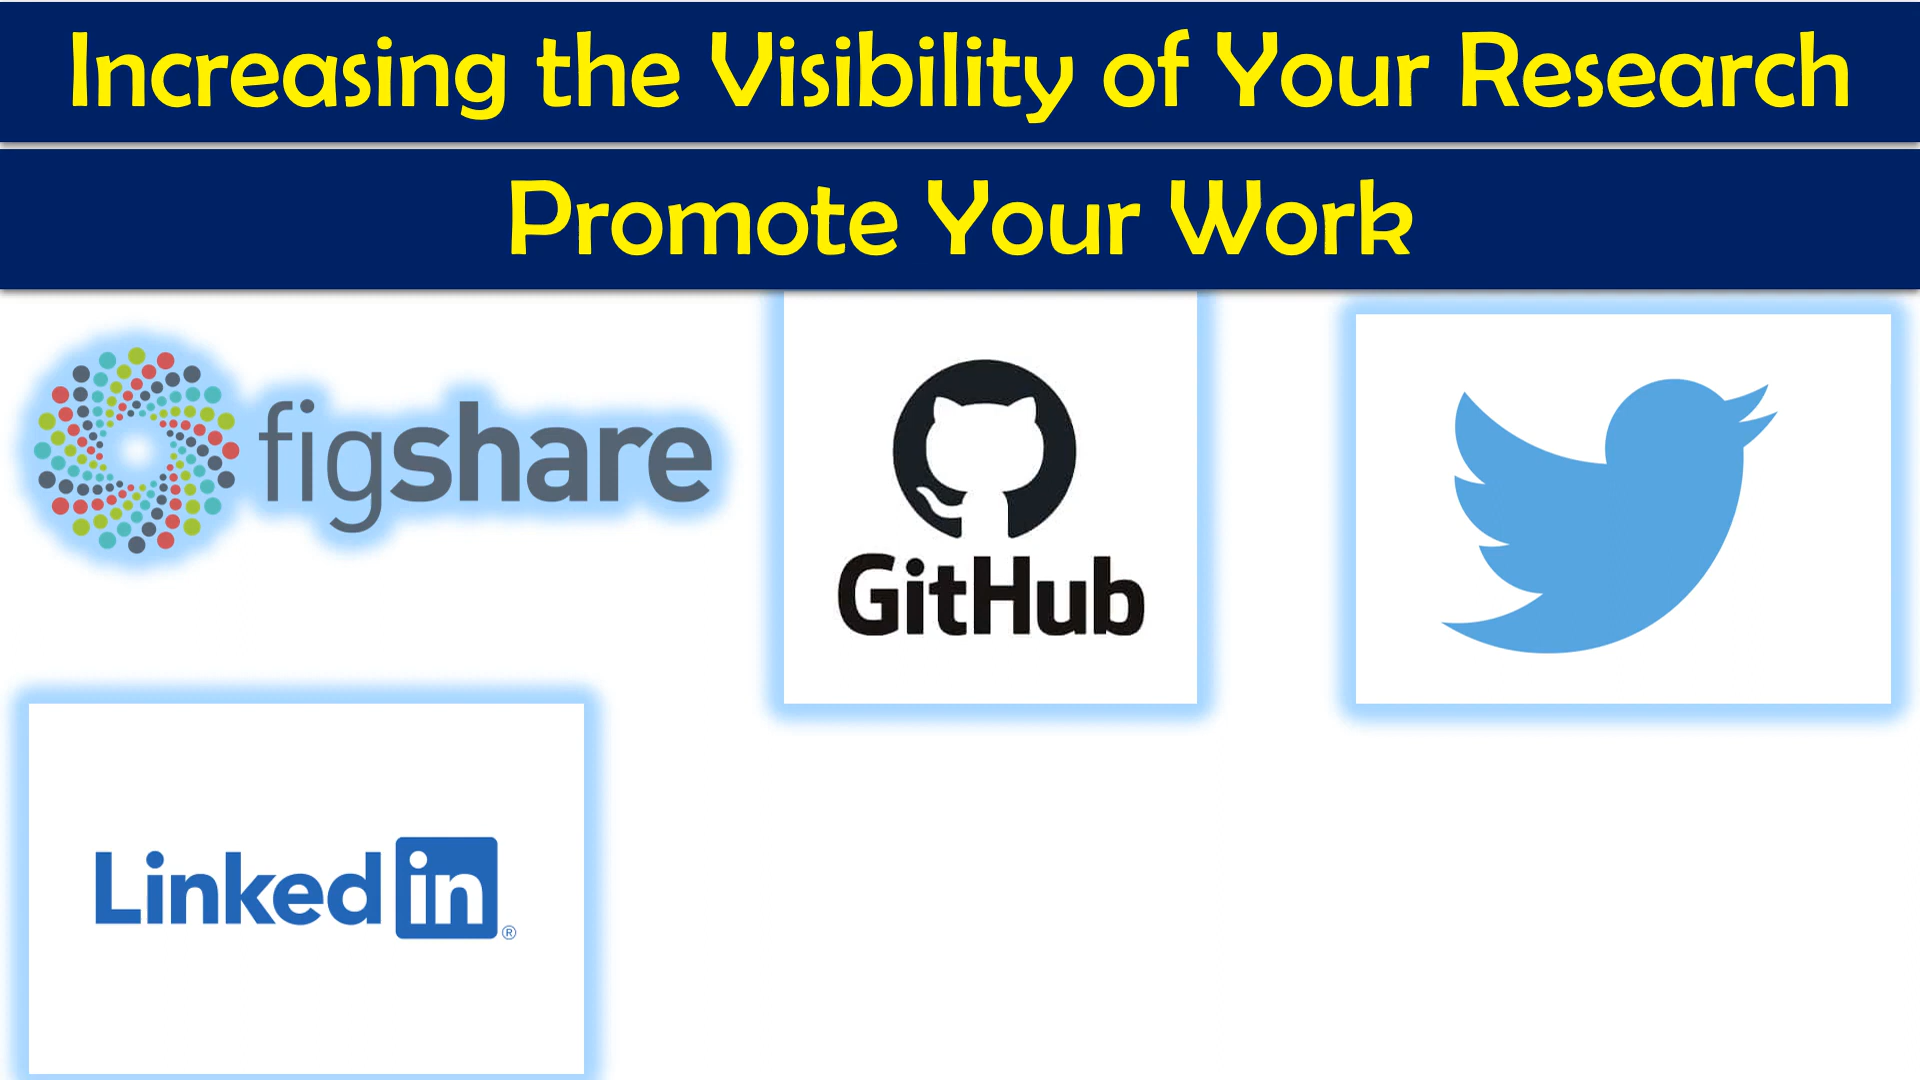 Increasing the Visibility of Your Research
Promote Your Work
figshare
GitHub
Linked in ®